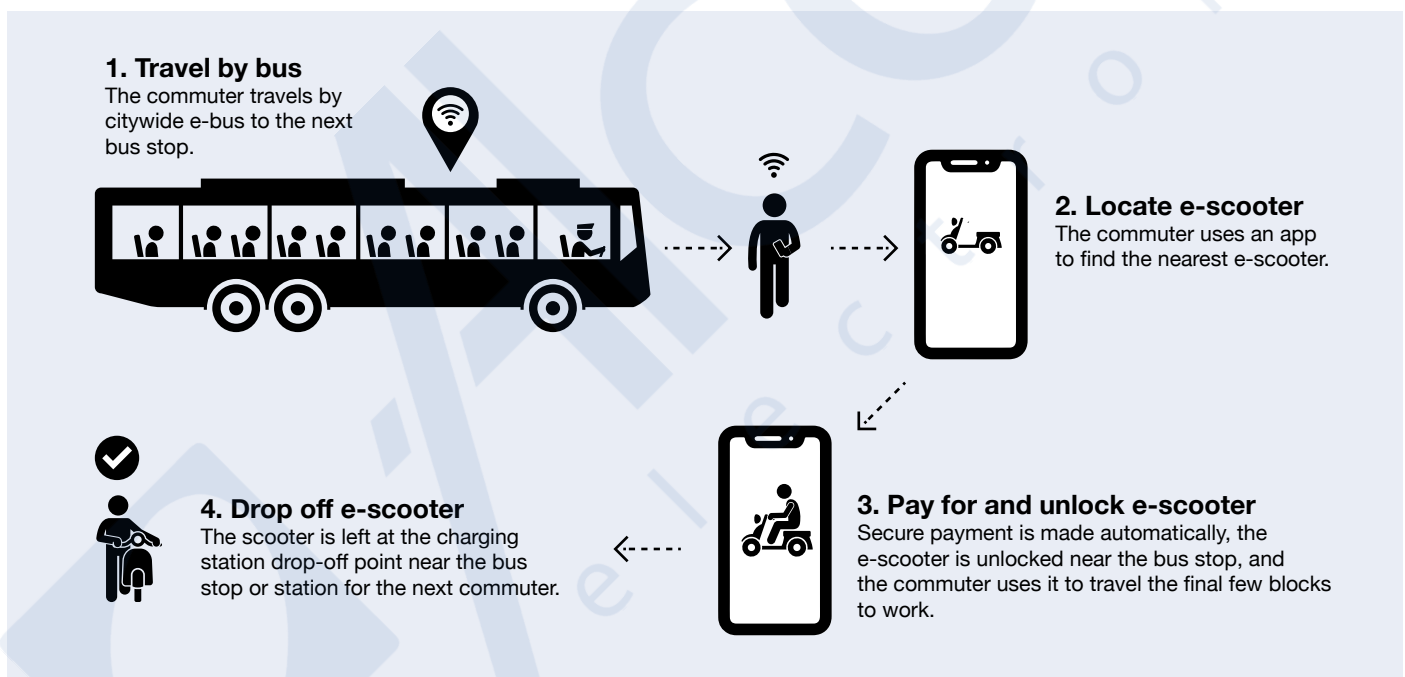 1. Travel by bus
The commuter travels by
citywide e-bus to the next
bus stop.
2. Locate e-scooter
The commuter uses an app
to find the nearest e-scooter.
3. Pay for and unlock e-scooter
Secure payment is made automatically, the
e-scooter is unlocked near the bus stop, and
the commuter uses it to travel the final few blocks
to work.
4. Drop off e-scooter
The scooter is left at the charging
station drop-off point near the bus
stop or station for the next commuter.